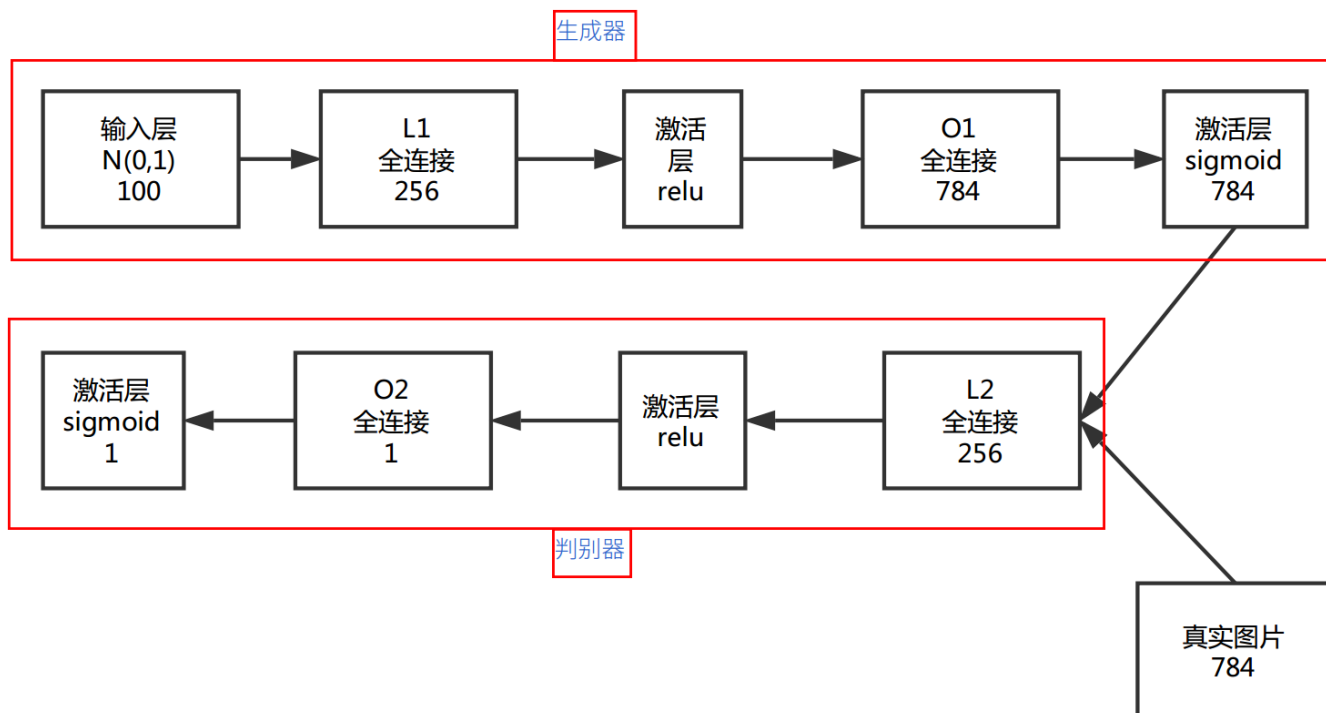 生成器
输入层
N(0,1)
100
L1
全连接
256
激活
层
relu
O1
全连接
784
激活层
sigmoid
784
激活层
sigmoid
1
O2
全连接
1
激活层
relu
L2
全连接
256
判别器
真实图片
784